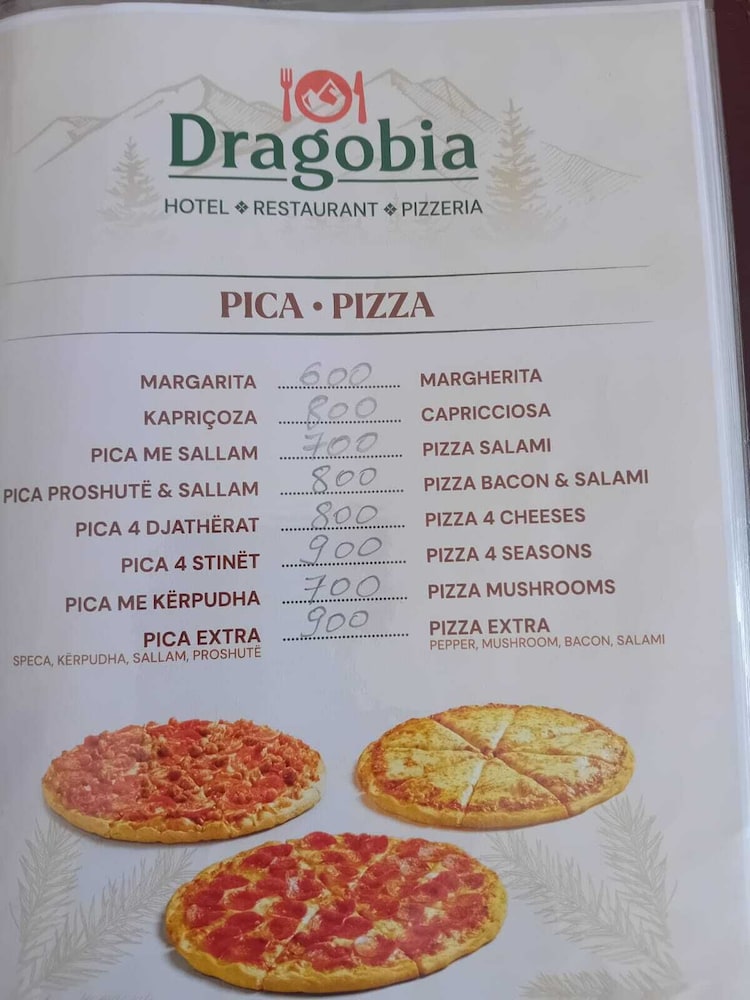 Dragobia
HOTEL ❖ RESTAURANT ❖ PIZZERIA
PICA • PIZZA
MARGARITA 600 MARGHERITA
KAPRIÇOZA 800 CAPRICCIOSA
PICA ME SALLAM 700 PIZZA SALAMI
PICA PROSHUTË & SALLAM 800 PIZZA BACON & SALAMI
PICA 4 DJATHËRAT 800 PIZZA 4 CHEESES
PICA 4 STINËT 900 PIZZA 4 SEASONS
PICA ME KËRPUDHA 700 PIZZA MUSHROOMS
PICA EXTRA 900 PIZZA EXTRA
SPECA, KËRPUDHA, SALLAM, PROSHUTË PEPPER, MUSHROOM, BACON, SALAMI